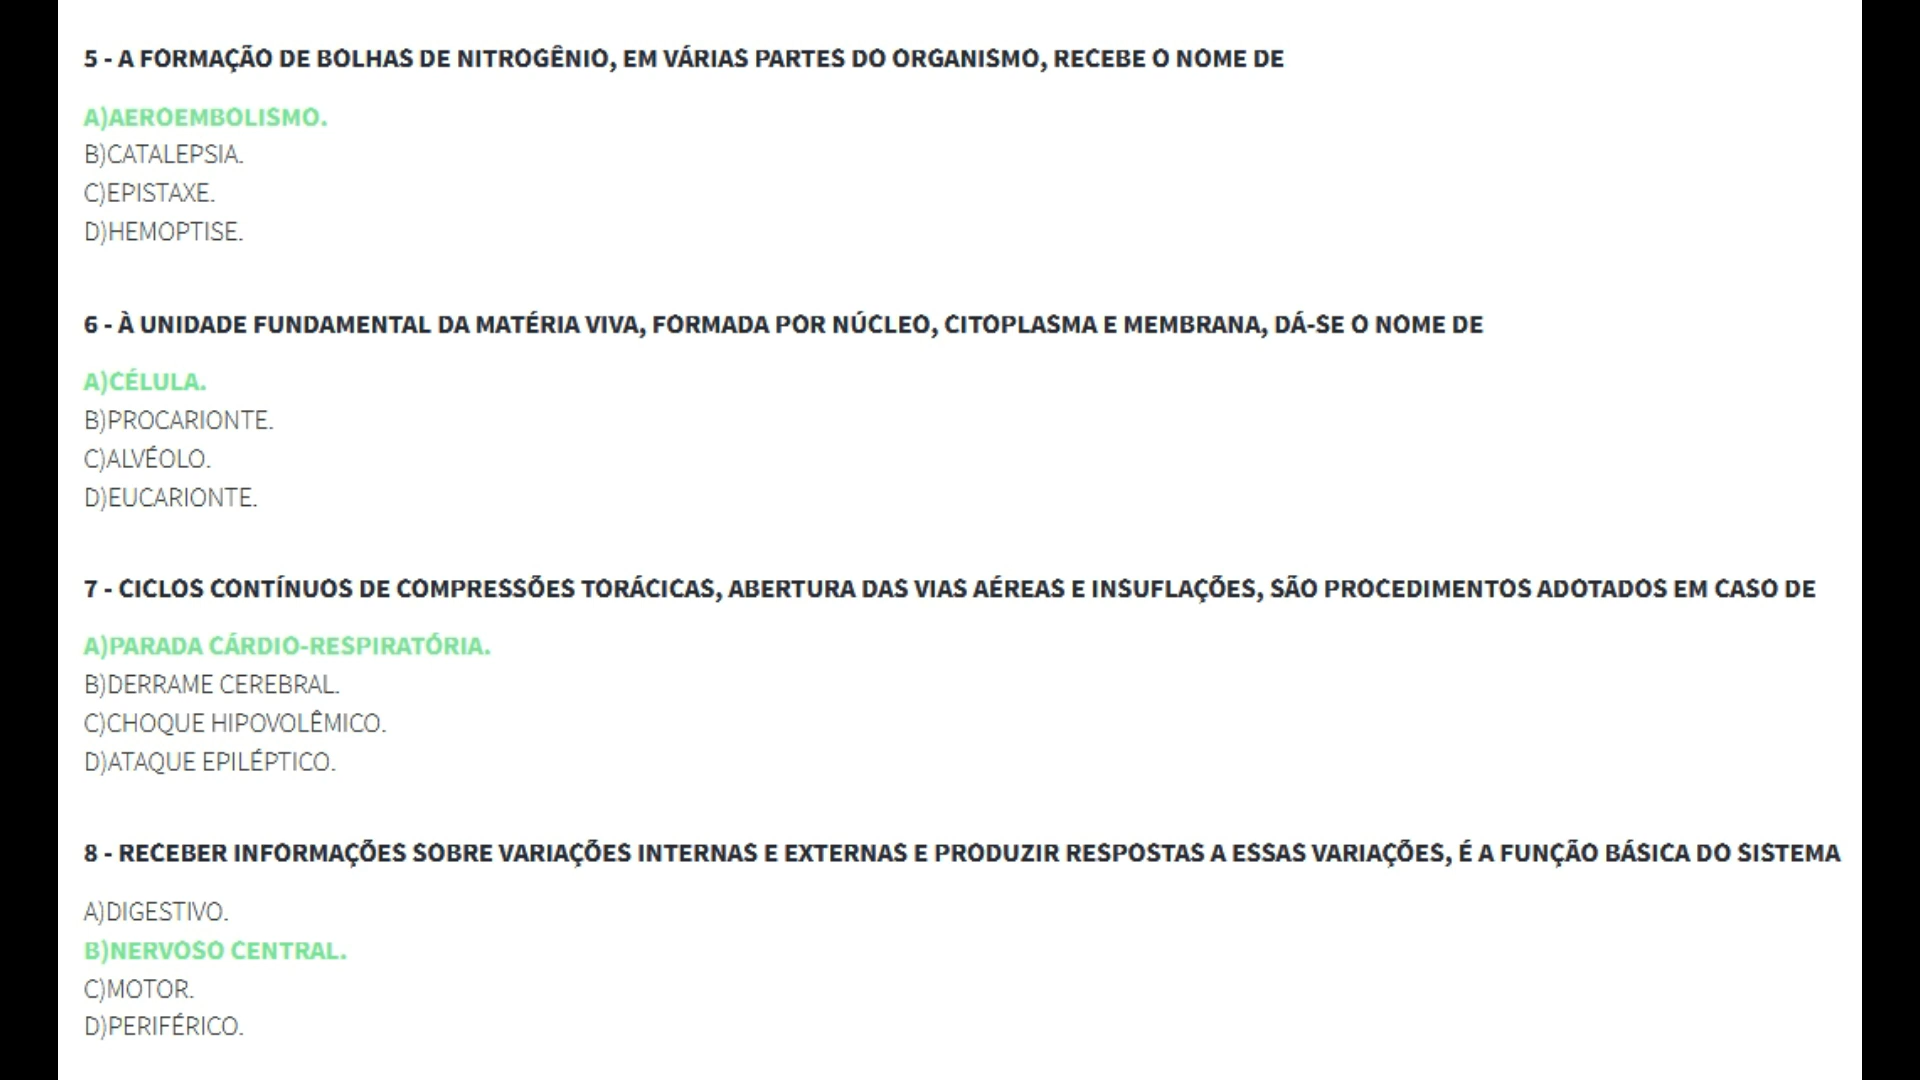 5 - A FORMAÇÃO DE BOLHAS DE NITROGÊNIO, EM VÁRIAS PARTES DO ORGANISMO, RECEBE O NOME DE
A)AEROEMBOLISMO.
B)CATALEPSIA.
C)EPISTAXE.
D)HEMOPTISE.
6 - À UNIDADE FUNDAMENTAL DA MATÉRIA VIVA, FORMADA POR NÚCLEO, CITOPLASMA E MEMBRANA, DÁ-SE O NOME DE
A)CÉLULA.
B)PROCARIONTE.
C)ALVÉOLO.
D)EUCARIONTE.
7 - CICLOS CONTÍNUOS DE COMPRESSÕES TORÁCICAS, ABERTURA DAS VIAS AÉREAS E INSUFLAÇÕES, SÃO PROCEDIMENTOS ADOTADOS EM CASO DE
A)PARADA CÁRDIO-RESPIRATÓRIA.
B)DERRAME CEREBRAL.
C)CHOQUE HIPOVOLÊMICO.
D)ATAQUE EPILÉPTICO.
8 - RECEBER INFORMAÇÕES SOBRE VARIAÇÕES INTERNAS E EXTERNAS E PRODUZIR RESPOSTAS A ESSAS VARIAÇÕES, É A FUNÇÃO BÁSICA DO SISTEMA
A)DIGESTIVO.
B)NERVOSO CENTRAL.
C)MOTOR.
D)PERIFÉRICO.